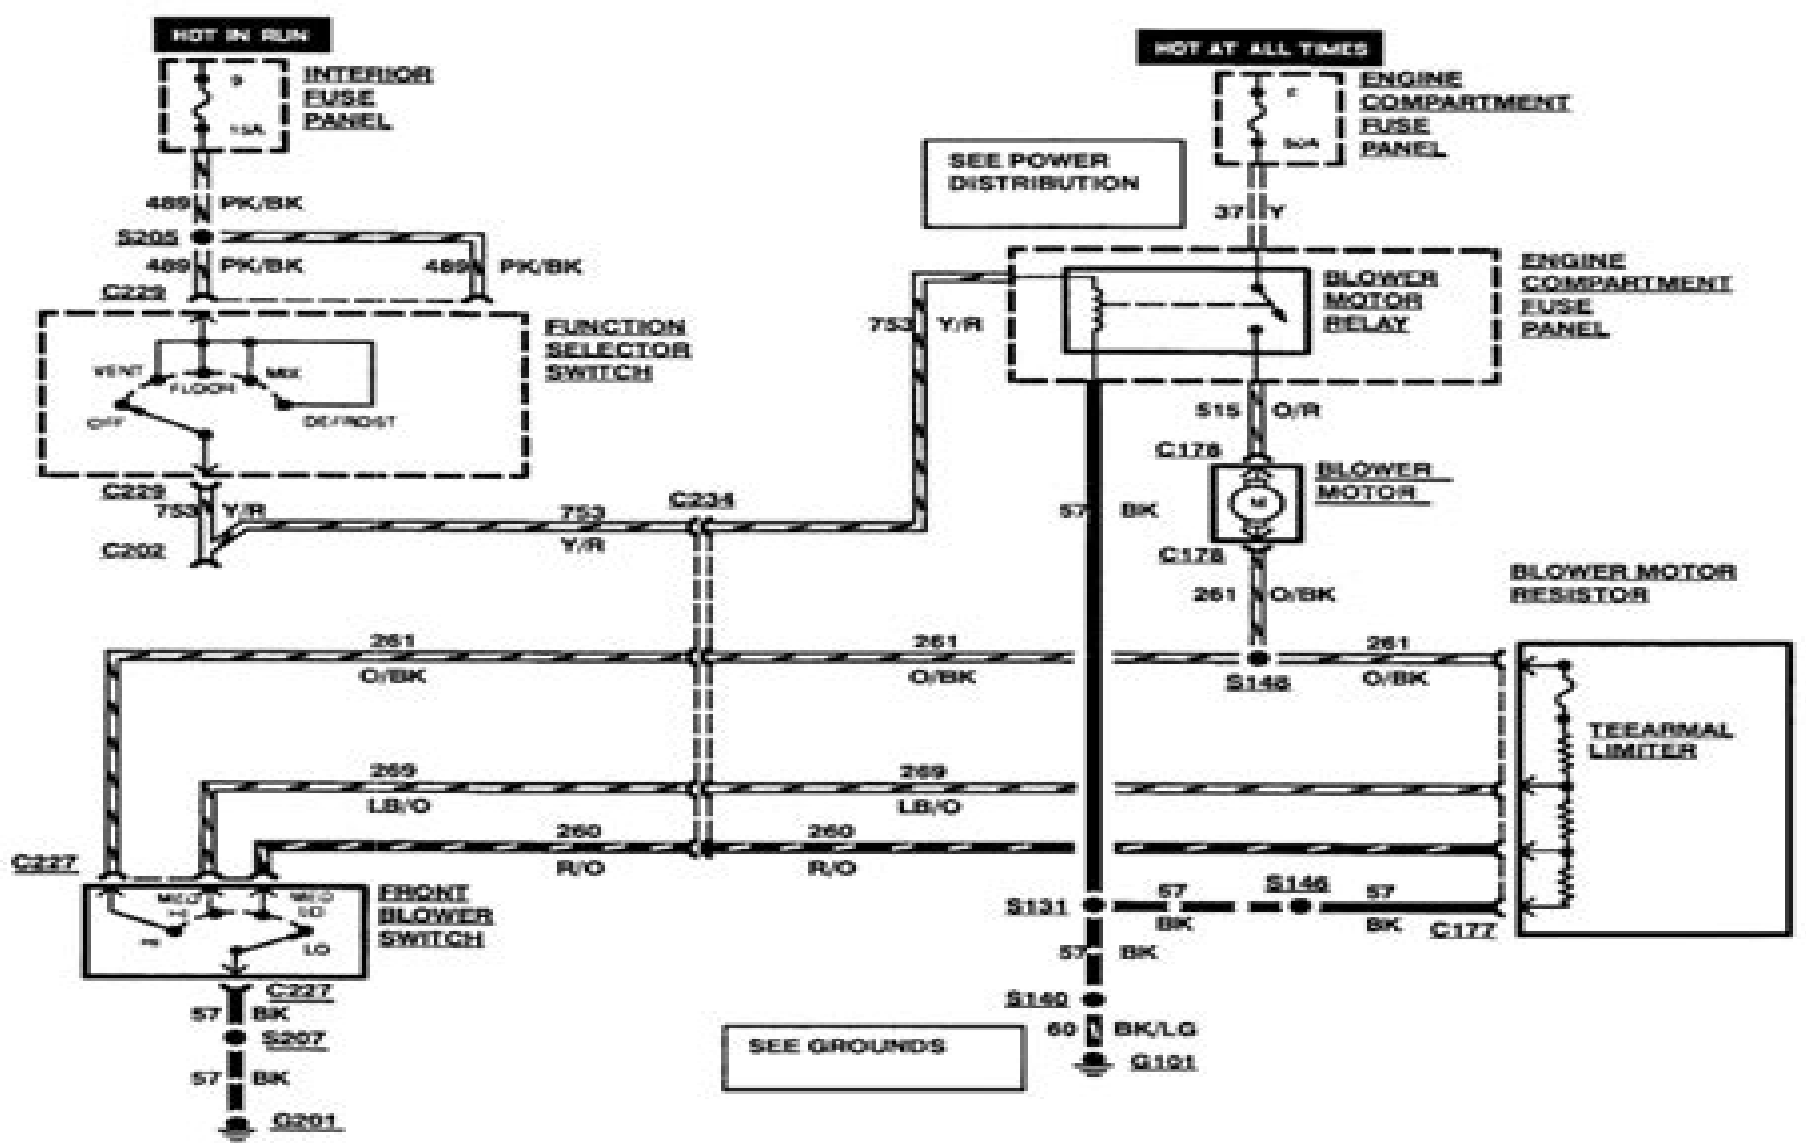 HOT IN RUN
9
15A
INTERIOR
FUSE
PANEL
489 PK/BK
S205
489 PK/BK
489 PK/BK
C229
FUNCTION
SELECTOR
SWITCH
VENT
FLOOR
MIX
OFF
DEFROST
C229
753 Y/R
C202
753
Y/R
C234
753 Y/R
HOT AT ALL TIMES
ENGINE
COMPARTMENT
FUSE
PANEL
SEE POWER
DISTRIBUTION
37 Y
ENGINE
COMPARTMENT
FUSE
PANEL
BLOWER
MOTOR
RELAY
515 O/R
C178
BLOWER
MOTOR
M
57 BK
C178
261 O/BK
BLOWER MOTOR
RESISTOR
261
O/BK
261
O/BK
S146
261
O/BK
TEEARMAL
LIMITER
269
LB/O
269
LB/O
260
R/O
260
R/O
C227
FRONT
BLOWER
SWITCH
MED
HI
MED
LO
HI
LO
C227
57 BK
S207
57 BK
G201
S131
57
BK
S146
57
BK
C177
57 BK
S140
60 BK/LG
G101
SEE GROUNDS